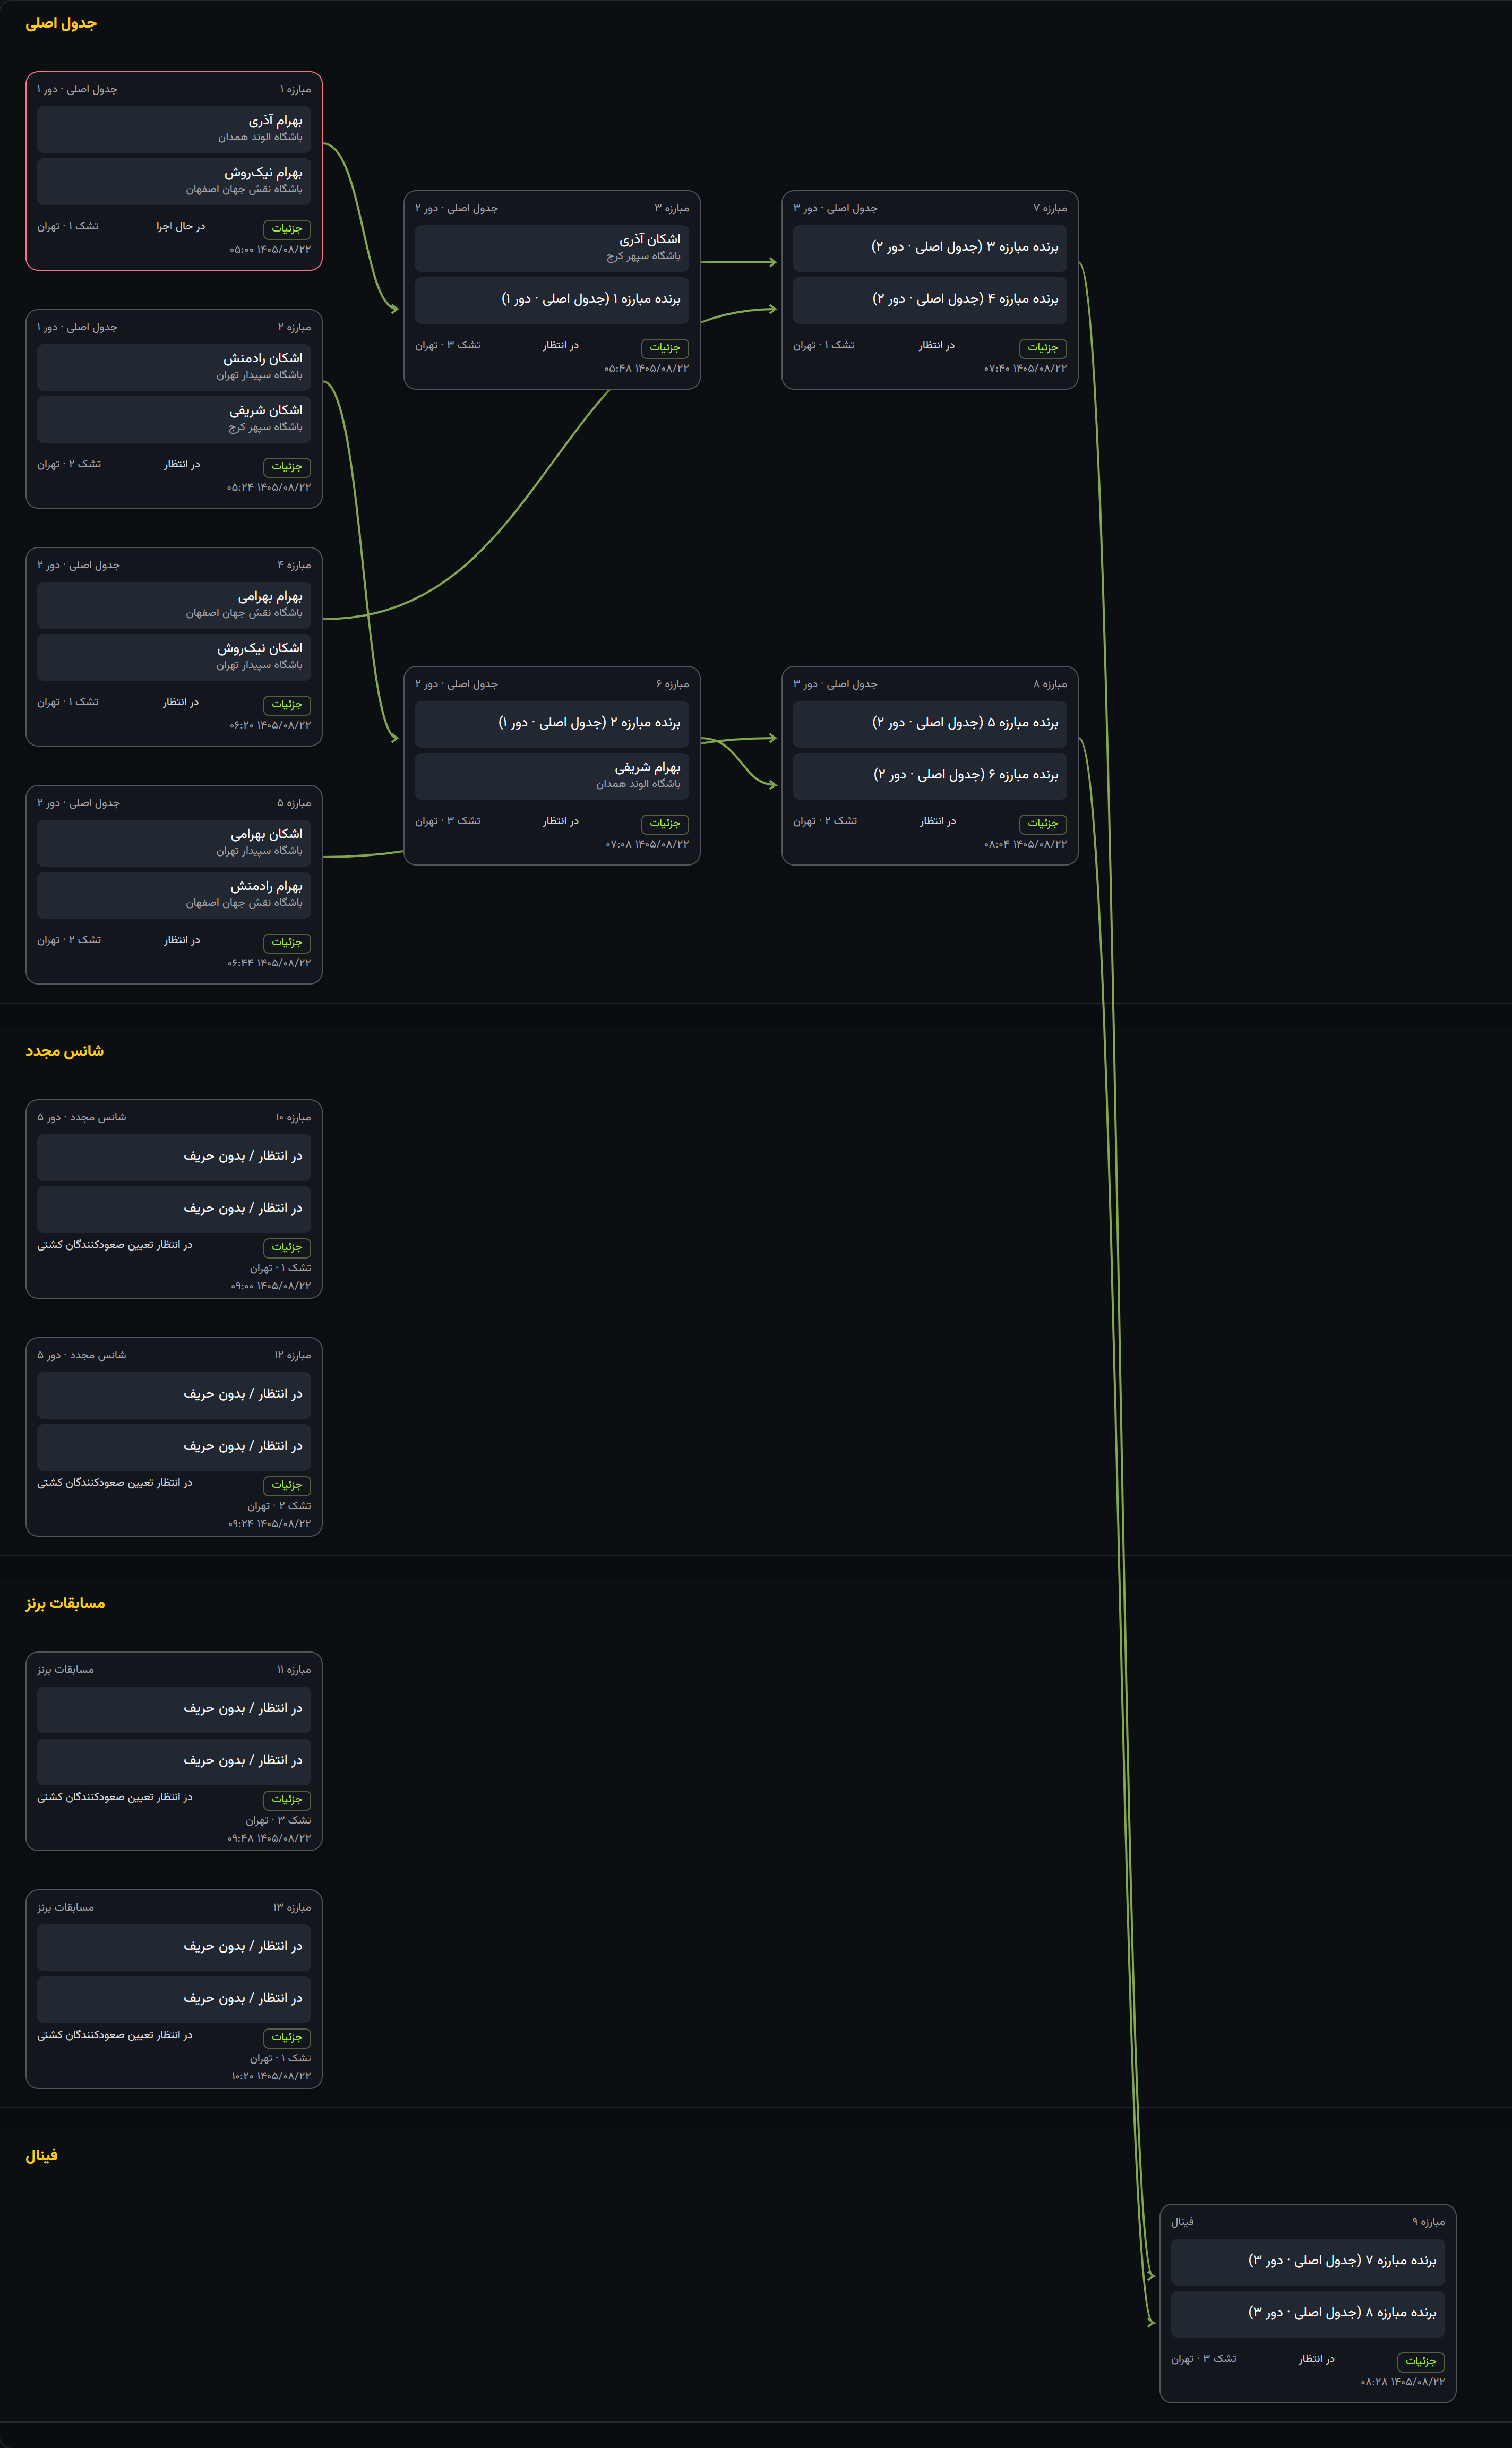 جدول اصلی
مبارزه ۱
جدول اصلی · دور ۱
بهرام آذری
باشگاه الوند همدان
بهرام نیک‌روش
باشگاه نقش جهان اصفهان
جزئیات
در حال اجرا
تشک ۱ · تهران
۱۴۰۵/۰۸/۲۲ ۰۵:۰۰
مبارزه ۲
جدول اصلی · دور ۱
اشکان رادمنش
باشگاه سپیدار تهران
اشکان شریفی
باشگاه سپهر کرج
جزئیات
در انتظار
تشک ۲ · تهران
۱۴۰۵/۰۸/۲۲ ۰۵:۲۴
مبارزه ۴
جدول اصلی · دور ۲
بهرام بهرامی
باشگاه نقش جهان اصفهان
اشکان نیک‌روش
باشگاه سپیدار تهران
جزئیات
در انتظار
تشک ۱ · تهران
۱۴۰۵/۰۸/۲۲ ۰۶:۲۰
مبارزه ۵
جدول اصلی · دور ۲
اشکان بهرامی
باشگاه سپیدار تهران
بهرام رادمنش
باشگاه نقش جهان اصفهان
جزئیات
در انتظار
تشک ۲ · تهران
۱۴۰۵/۰۸/۲۲ ۰۶:۴۴
مبارزه ۳
جدول اصلی · دور ۲
اشکان آذری
باشگاه سپهر کرج
برنده مبارزه ۱ (جدول اصلی · دور ۱)
جزئیات
در انتظار
تشک ۳ · تهران
۱۴۰۵/۰۸/۲۲ ۰۵:۴۸
مبارزه ۶
جدول اصلی · دور ۲
برنده مبارزه ۲ (جدول اصلی · دور ۱)
بهرام شریفی
باشگاه الوند همدان
جزئیات
در انتظار
تشک ۳ · تهران
۱۴۰۵/۰۸/۲۲ ۰۷:۰۸
مبارزه ۷
جدول اصلی · دور ۳
برنده مبارزه ۳ (جدول اصلی · دور ۲)
برنده مبارزه ۴ (جدول اصلی · دور ۲)
جزئیات
در انتظار
تشک ۱ · تهران
۱۴۰۵/۰۸/۲۲ ۰۷:۴۰
مبارزه ۸
جدول اصلی · دور ۳
برنده مبارزه ۵ (جدول اصلی · دور ۲)
برنده مبارزه ۶ (جدول اصلی · دور ۲)
جزئیات
در انتظار
تشک ۲ · تهران
۱۴۰۵/۰۸/۲۲ ۰۸:۰۴
شانس مجدد
مبارزه ۱۰
شانس مجدد · دور ۵
در انتظار / بدون حریف
در انتظار / بدون حریف
جزئیات
در انتظار تعیین صعودکنندگان کشتی
تشک ۱ · تهران
۱۴۰۵/۰۸/۲۲ ۰۹:۰۰
مبارزه ۱۲
شانس مجدد · دور ۵
در انتظار / بدون حریف
در انتظار / بدون حریف
جزئیات
در انتظار تعیین صعودکنندگان کشتی
تشک ۲ · تهران
۱۴۰۵/۰۸/۲۲ ۰۹:۲۴
مسابقات برنز
مبارزه ۱۱
مسابقات برنز
در انتظار / بدون حریف
در انتظار / بدون حریف
جزئیات
در انتظار تعیین صعودکنندگان کشتی
تشک ۳ · تهران
۱۴۰۵/۰۸/۲۲ ۰۹:۴۸
مبارزه ۱۳
مسابقات برنز
در انتظار / بدون حریف
در انتظار / بدون حریف
جزئیات
در انتظار تعیین صعودکنندگان کشتی
تشک ۱ · تهران
۱۴۰۵/۰۸/۲۲ ۱۰:۲۰
فینال
مبارزه ۹
فینال
برنده مبارزه ۷ (جدول اصلی · دور ۳)
برنده مبارزه ۸ (جدول اصلی · دور ۳)
جزئیات
در انتظار
تشک ۳ · تهران
۱۴۰۵/۰۸/۲۲ ۰۸:۲۸